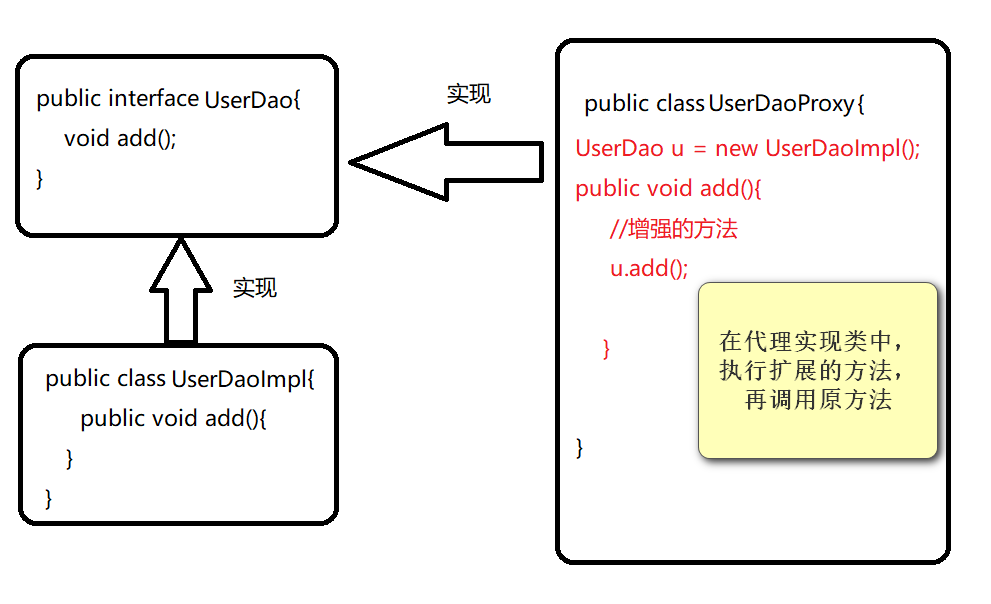 public interface UserDao{
void add();
}
实现
public class UserDaoImpl{
public void add(){
}
}
实现
public class UserDaoProxy{
UserDao u = new UserDaoImpl();
public void add(){
//增强的方法
u.add();
}
}
在代理实现类中，
执行扩展的方法，
再调用原方法